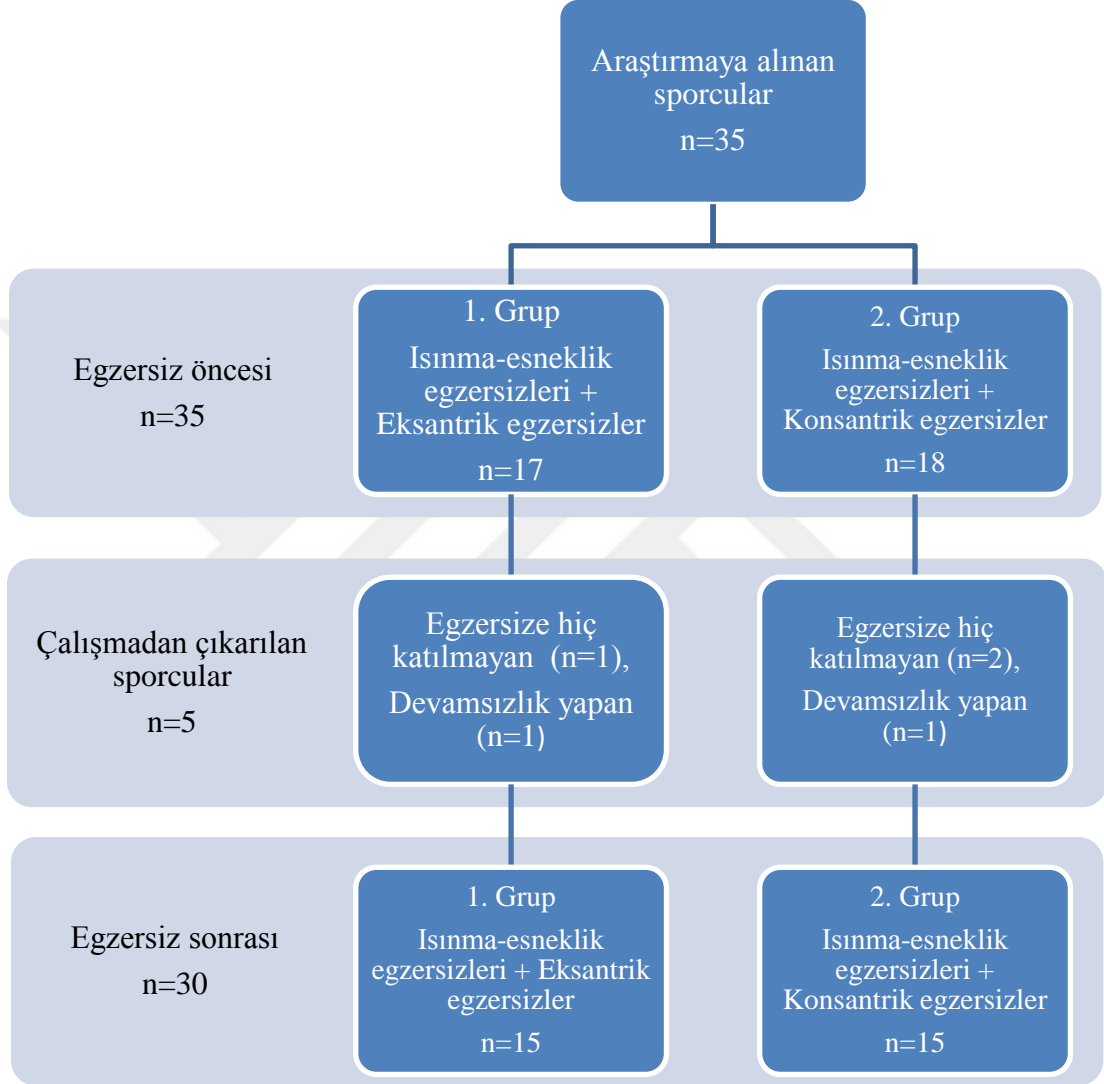 Araştırmaya alınan
sporcular
n=35
Egzersiz öncesi
n=35
1. Grup
Isınma-esneklik
egzersizleri +
Eksantrik egzersizler
n=17
2. Grup
Isınma-esneklik
egzersizleri +
Konsantrik egzersizler
n=18
Çalışmadan çıkarılan
sporcular
n=5
Egzersize hiç
katılmayan (n=1),
Devamsızlık yapan
(n=1)
Egzersize hiç
katılmayan (n=2),
Devamsızlık yapan
(n=1)
Egzersiz sonrası
n=30
1. Grup
Isınma-esneklik
egzersizleri + Eksantrik
egzersizler
n=15
2. Grup
Isınma-esneklik
egzersizleri +
Konsantrik egzersizler
n=15